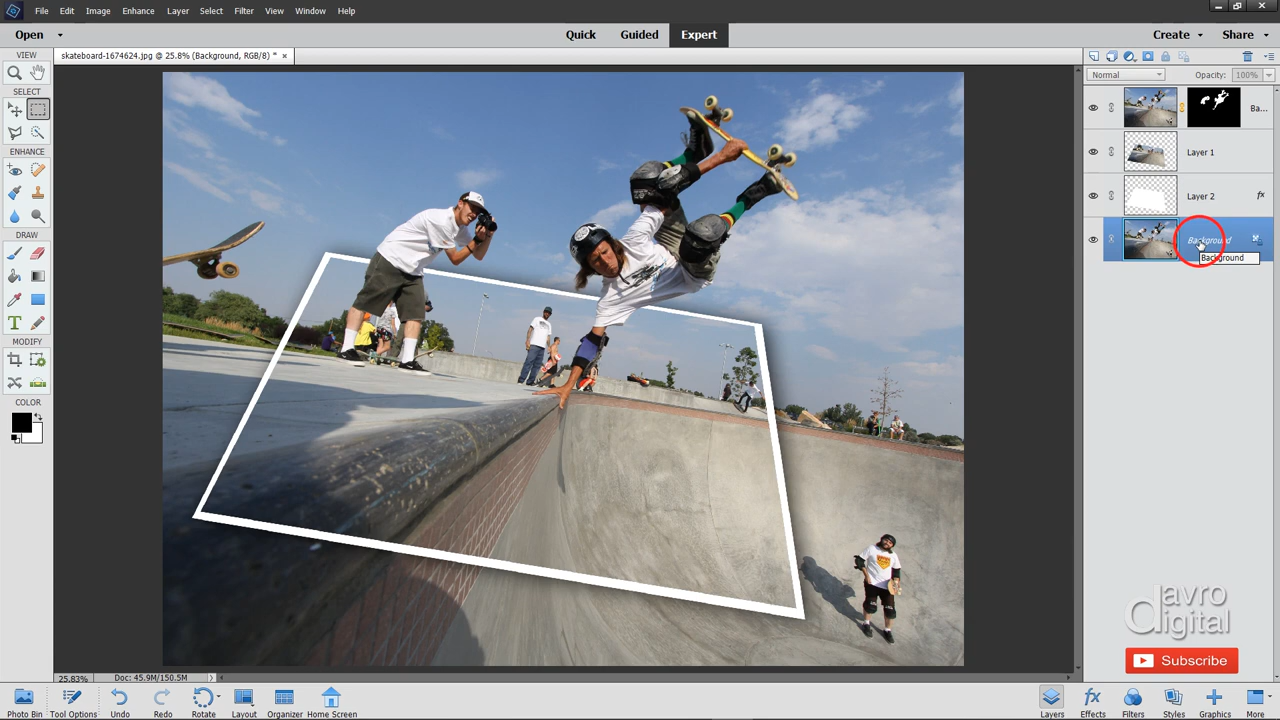 File Edit Image Enhance Layer Select Filter View Window Help
Open Quick Guided Expert Create Share
skateboard-1674624.jpg @ 25.8% (Background, RGB/8) * ×
VIEW
SELECT
ENHANCE
DRAW
MODIFY
COLOR
Normal Opacity: 100%
Ba...
Layer 1
Layer 2 fx
Background
Background
davro
digital
Subscribe
25.83% Doc: 45.9M/150.5M
Photo Bin Tool Options Undo Redo Rotate Layout Organizer Home Screen Layers Effects Filters Styles Graphics More